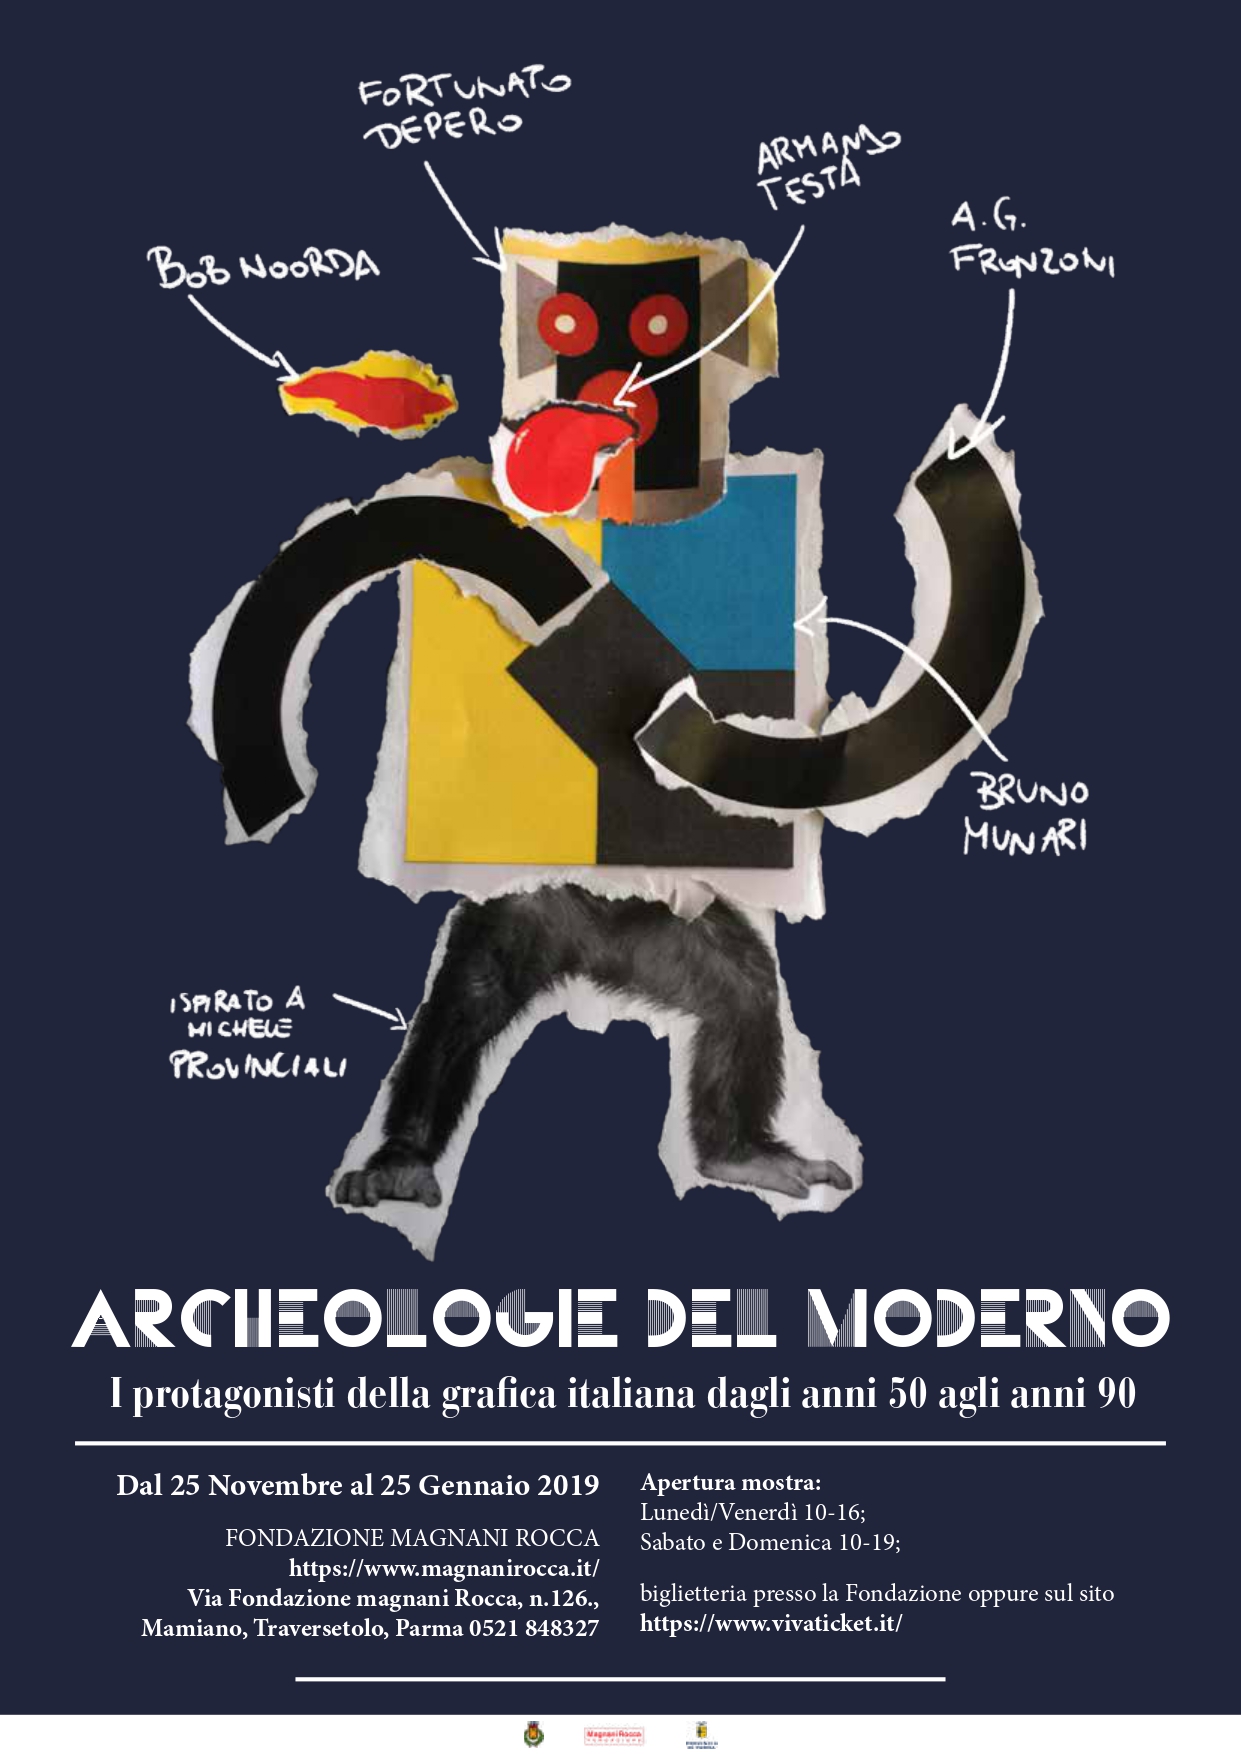 FORTUNATO
DEPERO
ARMANDO
TESTA
A.G.
FRONZONI
BOB NOORDA
BRUNO
MUNARI
ISPIRATO A
MICHELE
PROVINCIALI
ARCHEOLOGIE DEL MODERNO
I protagonisti della grafica italiana dagli anni 50 agli anni 90
Dal 25 Novembre al 25 Gennaio 2019
FONDAZIONE MAGNANI ROCCA
https://www.magnanirocca.it/
Via Fondazione magnani Rocca, n.126.,
Mamiano, Traversetolo, Parma 0521 848327
Apertura mostra:
Lunedì/Venerdì 10-16;
Sabato e Domenica 10-19;
biglietteria presso la Fondazione oppure sul sito
https://www.vivaticket.it/
Magnani Rocca
FONDAZIONE